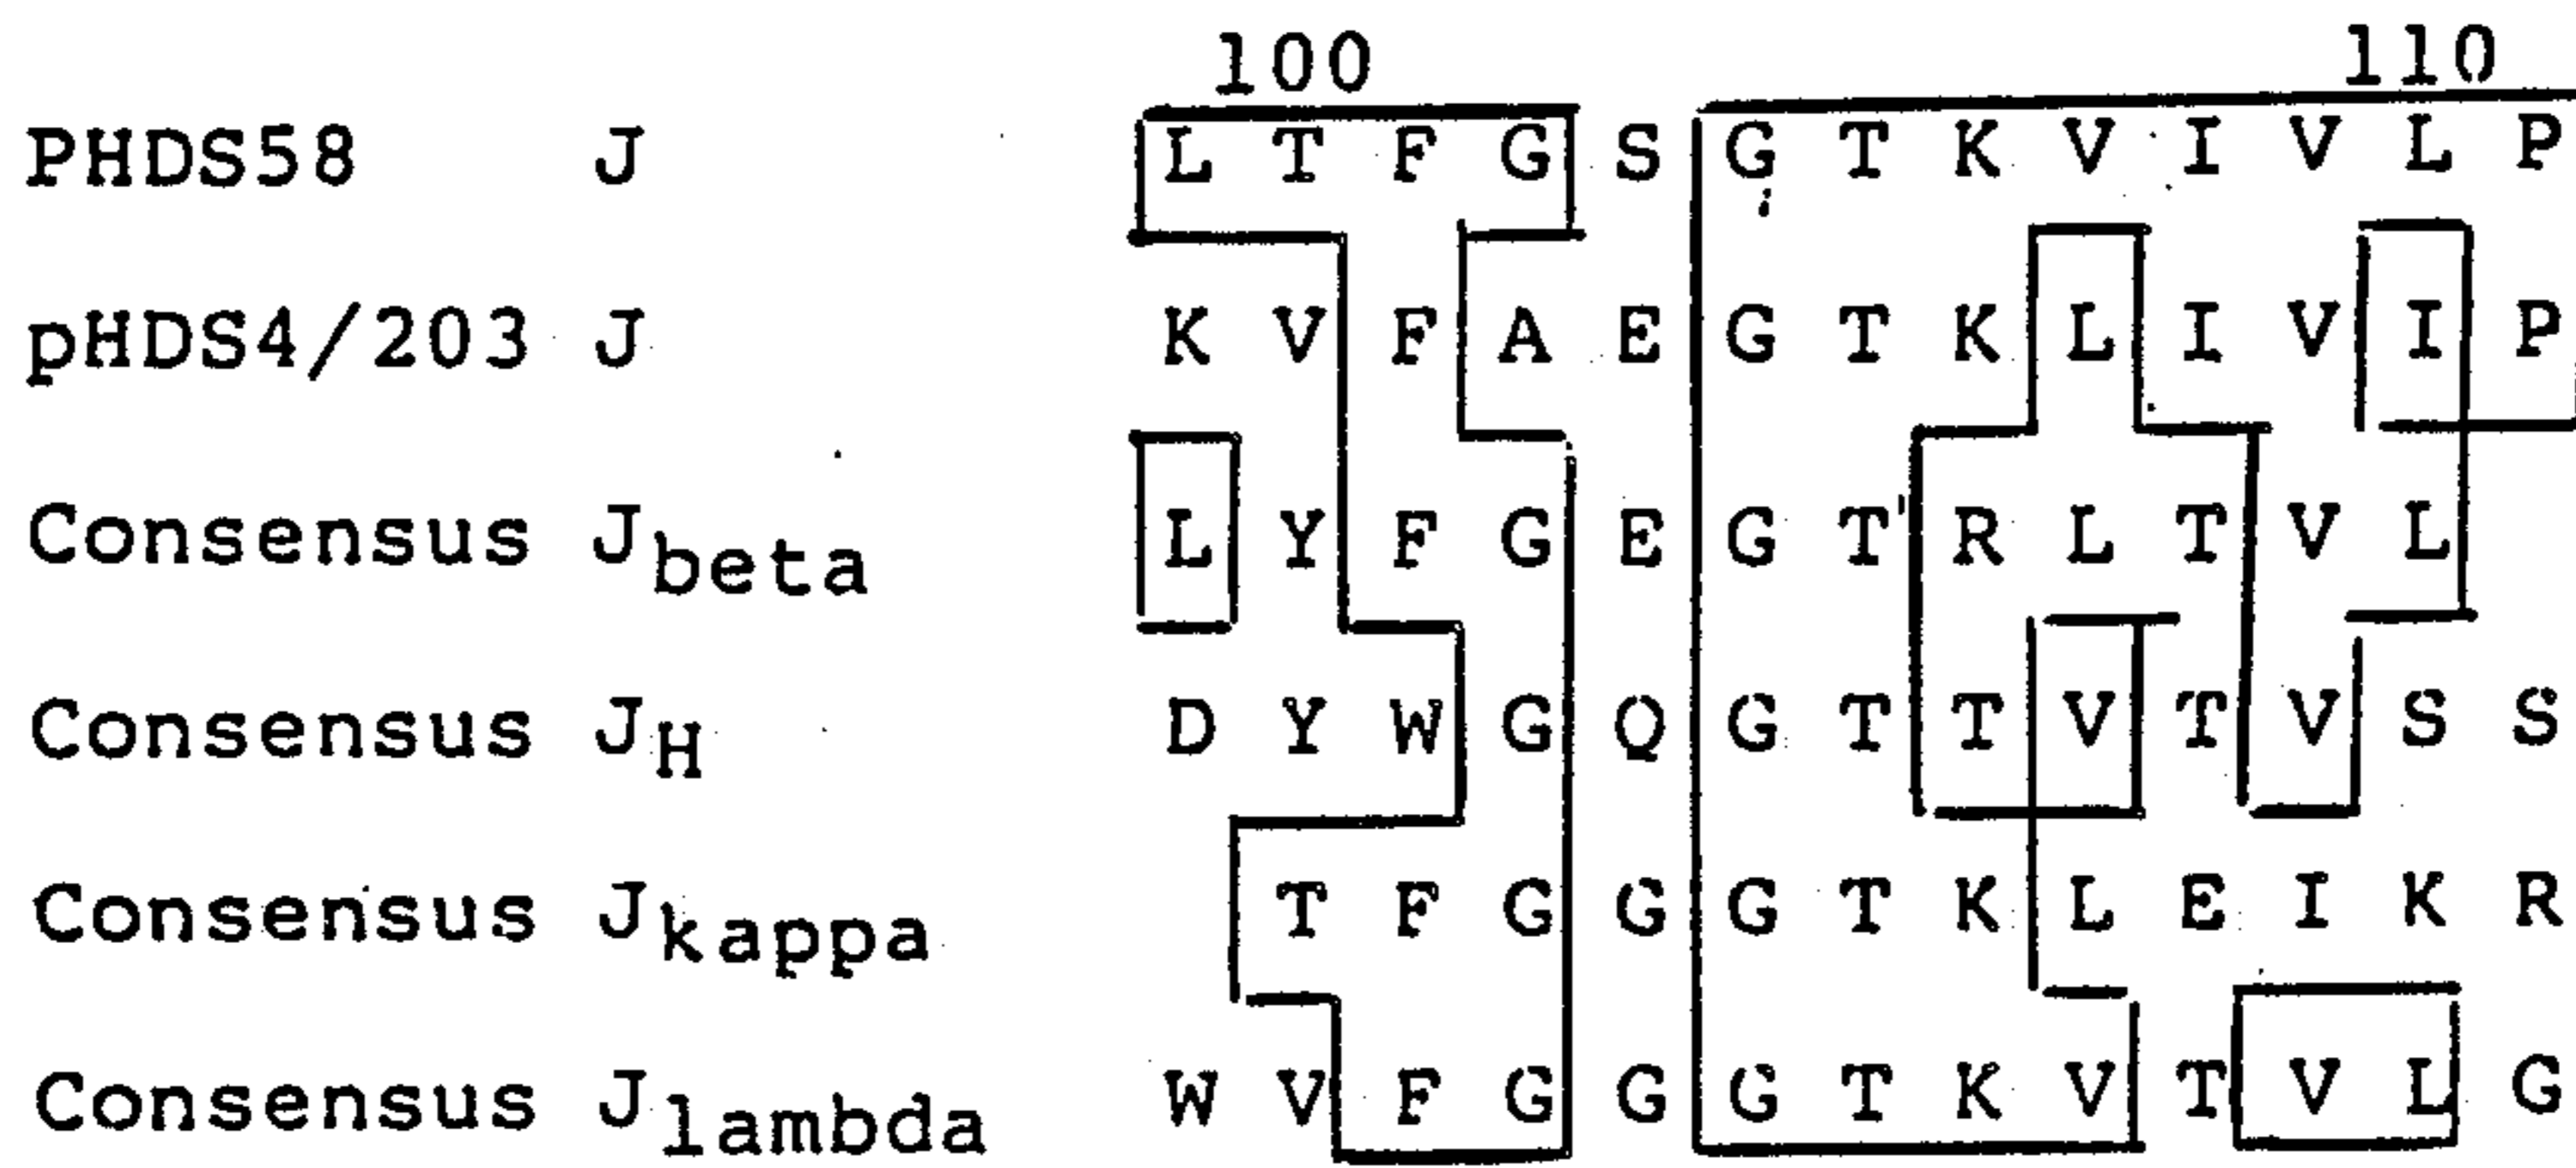 100 110
PHDS58 J L T F G S G T K V I V L P
pHDS4/203 J K V F A E G T K L I V I P
Consensus Jbeta L Y F G E G T R L T V L
Consensus JH D Y W G Q G T T V T V S S
Consensus Jkappa T F G G G T K L E I K R
Consensus Jlambda W V F G G G T K V T V L G